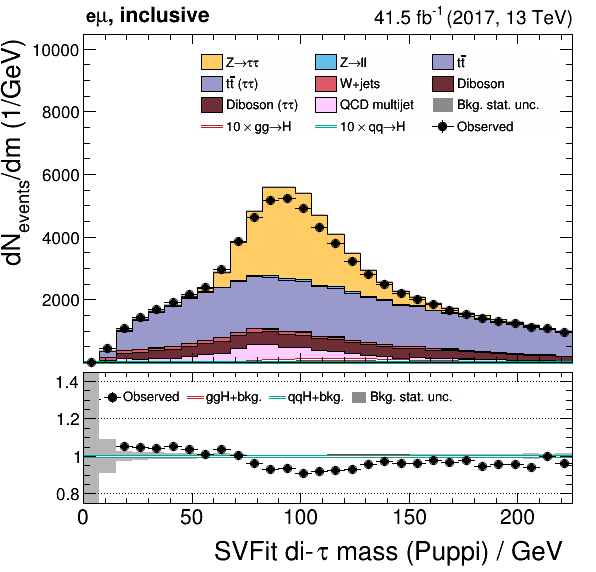 eμ, inclusive 41.5 fb⁻¹ (2017, 13 TeV)
dN_events/dm (1/GeV)
10000
8000
6000
4000
2000
Z→ττ Z→ll tt̄
tt̄ (ττ) W+jets Diboson
Diboson (ττ) QCD multijet Bkg. stat. unc.
10 × gg→H 10 × qq→H Observed
1.4
1.2
1
0.8
Observed ggH+bkg. qqH+bkg. Bkg. stat. unc.
0 50 100 150 200
SVFit di-τ mass (Puppi) / GeV